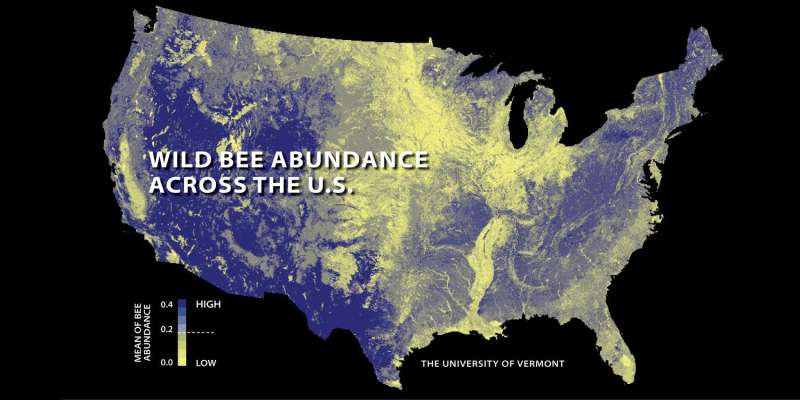 WILD BEE ABUNDANCE
ACROSS THE U.S.
MEAN OF BEE
ABUNDANCE
0.4
HIGH
0.2
0.0
LOW
THE UNIVERSITY OF VERMONT